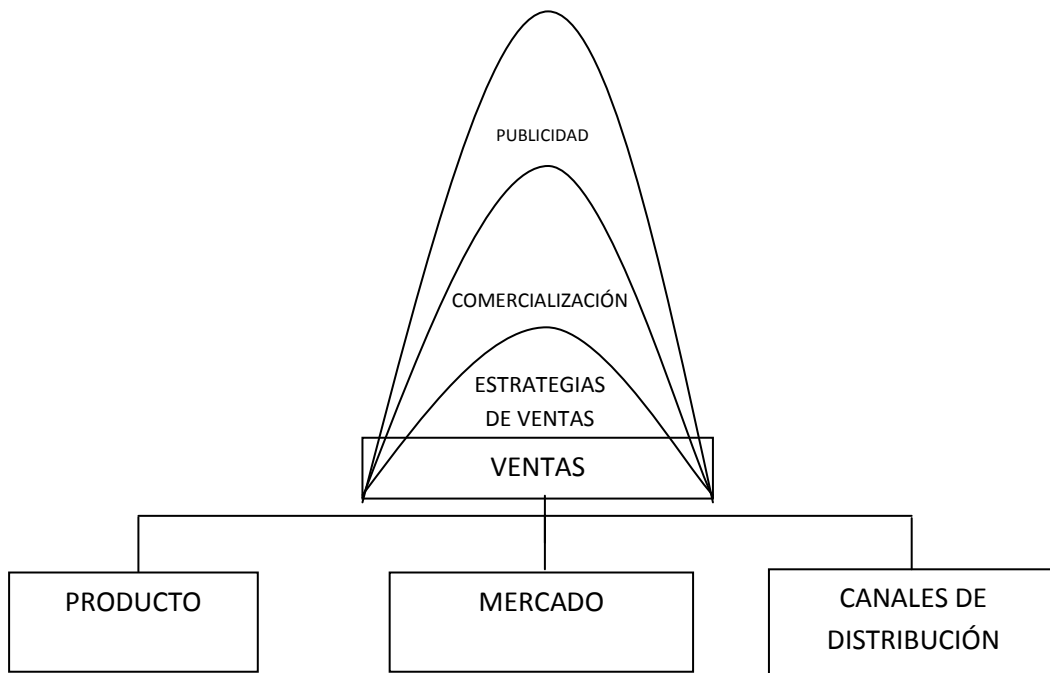 PUBLICIDAD
COMERCIALIZACIÓN
ESTRATEGIAS
DE VENTAS
VENTAS
PRODUCTO
MERCADO
CANALES DE
DISTRIBUCIÓN